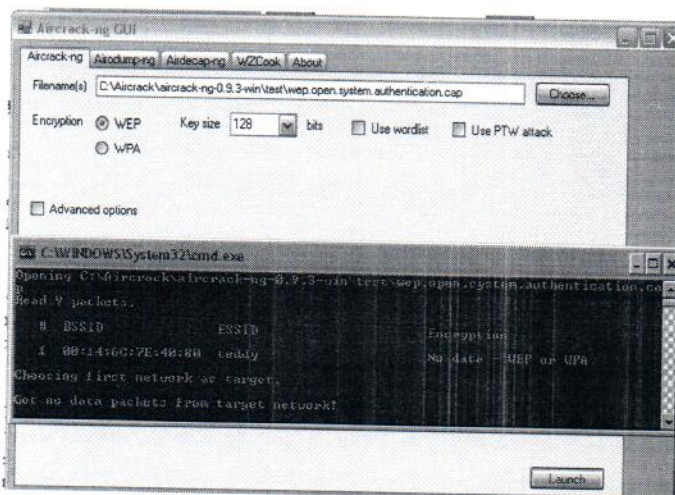 Aircrack-ng GUI
Aircrack-ng Airodump-ng Airdecap-ng WZCook About
Filename(s) C:\Aircrack\aircrack-ng-0.9.3-win\test\wep.open.system.authentication.cap Choose...
Encryption WEP Key size 128 bits Use wordlist Use PTW attack
WPA
Advanced options
C:\WINDOWS\System32\cmd.exe
Opening C:\Aircrack\aircrack-ng-0.9.3-win\test\wep.open.system.authentication.ca
p
Read 9 packets.
# BSSID ESSID Encryption
1 00:14:6C:7E:40:80 teddy No data - WEP or WPA
Choosing first network as target.
Got no data packets from target network!
Launch